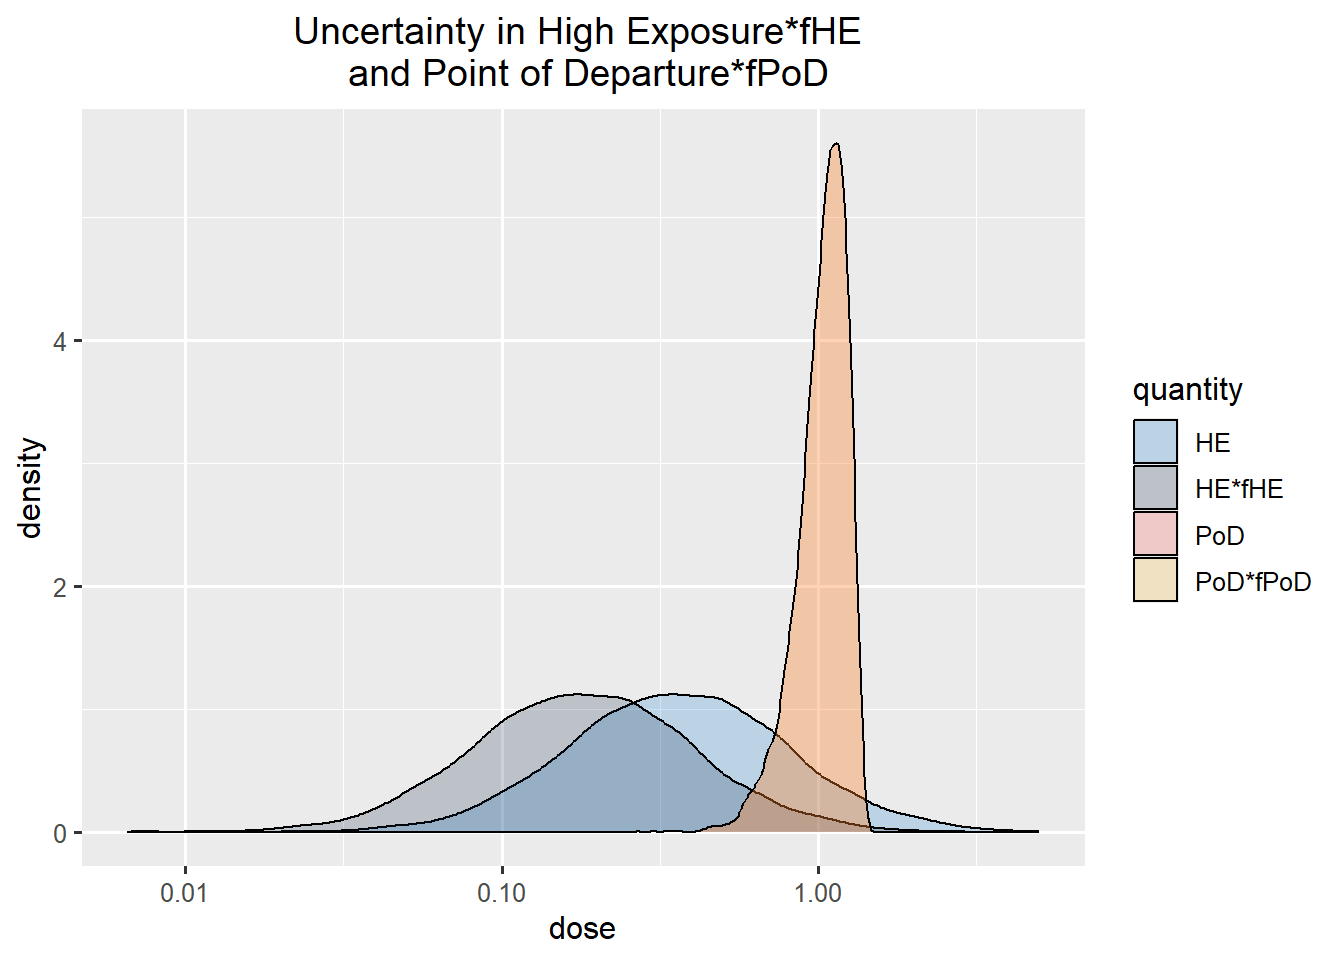 Uncertainty in High Exposure*fHE
and Point of Departure*fPoD
density
4
2
0
0.01
0.10
1.00
dose
quantity
HE
HE*fHE
PoD
PoD*fPoD